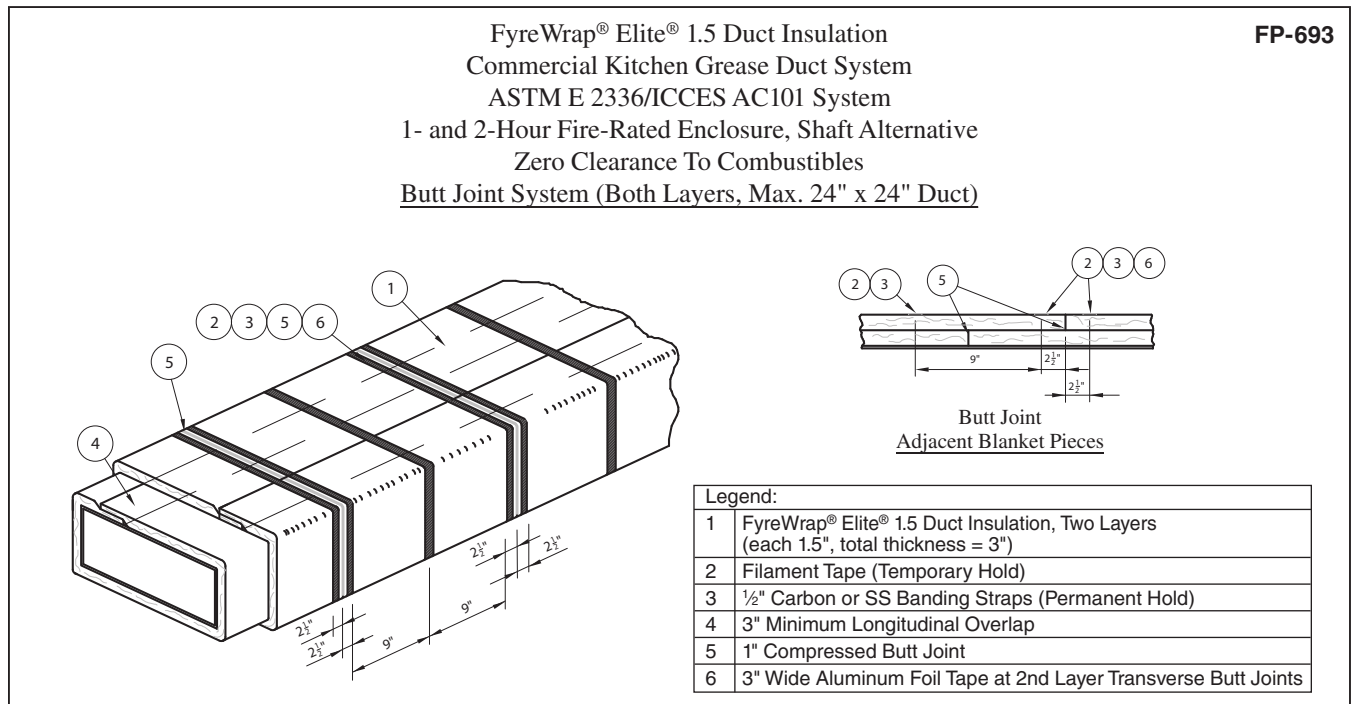 FyreWrap® Elite® 1.5 Duct Insulation
FP-693
Commercial Kitchen Grease Duct System
ASTM E 2336/ICCES AC101 System
1- and 2-Hour Fire-Rated Enclosure, Shaft Alternative
Zero Clearance To Combustibles
Butt Joint System (Both Layers, Max. 24" x 24" Duct)
1
2 3 5 6
5
4
2½"
2½"
9"
9"
2½"
2½"
2 3
5
2 3 6
9"
2½"
2½"
Butt Joint
Adjacent Blanket Pieces
Legend:
1 FyreWrap® Elite® 1.5 Duct Insulation, Two Layers
(each 1.5", total thickness = 3")
2 Filament Tape (Temporary Hold)
3 ½" Carbon or SS Banding Straps (Permanent Hold)
4 3" Minimum Longitudinal Overlap
5 1" Compressed Butt Joint
6 3" Wide Aluminum Foil Tape at 2nd Layer Transverse Butt Joints